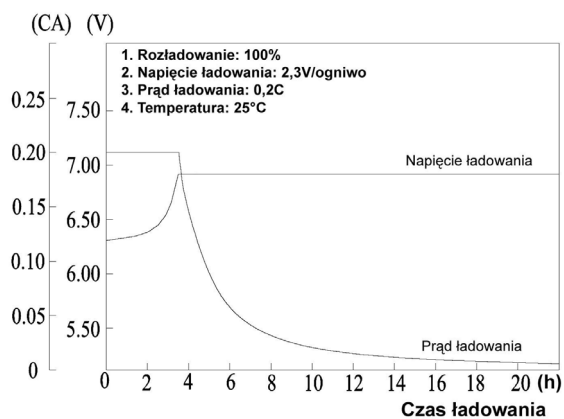 (CA) (V)
1. Rozładowanie: 100%
2. Napięcie ładowania: 2,3V/ogniwo
3. Prąd ładowania: 0,2C
4. Temperatura: 25°C
0.25
0.20
0.15
0.10
0.05
0
7.50
7.00
6.50
6.00
5.50
Napięcie ładowania
Prąd ładowania
0 2 4 6 8 10 12 14 16 18 20 (h)
Czas ładowania